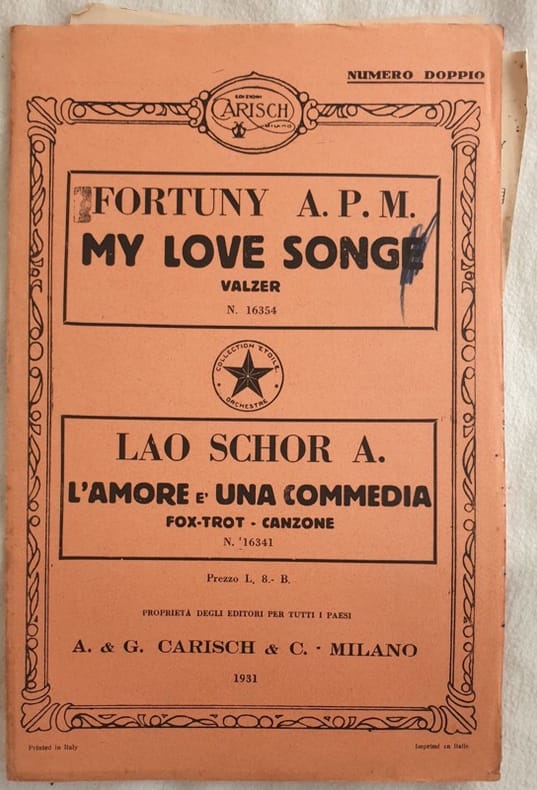 NUMERO DOPPIO
EDIZIONI
CARISCH
MILANO
FORTUNY A. P. M.
MY LOVE SONGE
VALZER
N. 16354
COLLECTION ETOILE
ORCHESTRE
LAO SCHOR A.
L'AMORE E' UNA COMMEDIA
FOX-TROT - CANZONE
N. 16341
Prezzo L. 8.- B.
PROPRIETÀ DEGLI EDITORI PER TUTTI I PAESI
A. & G. CARISCH & C. - MILANO
1931
Printed in Italy
Imprimé en Italie